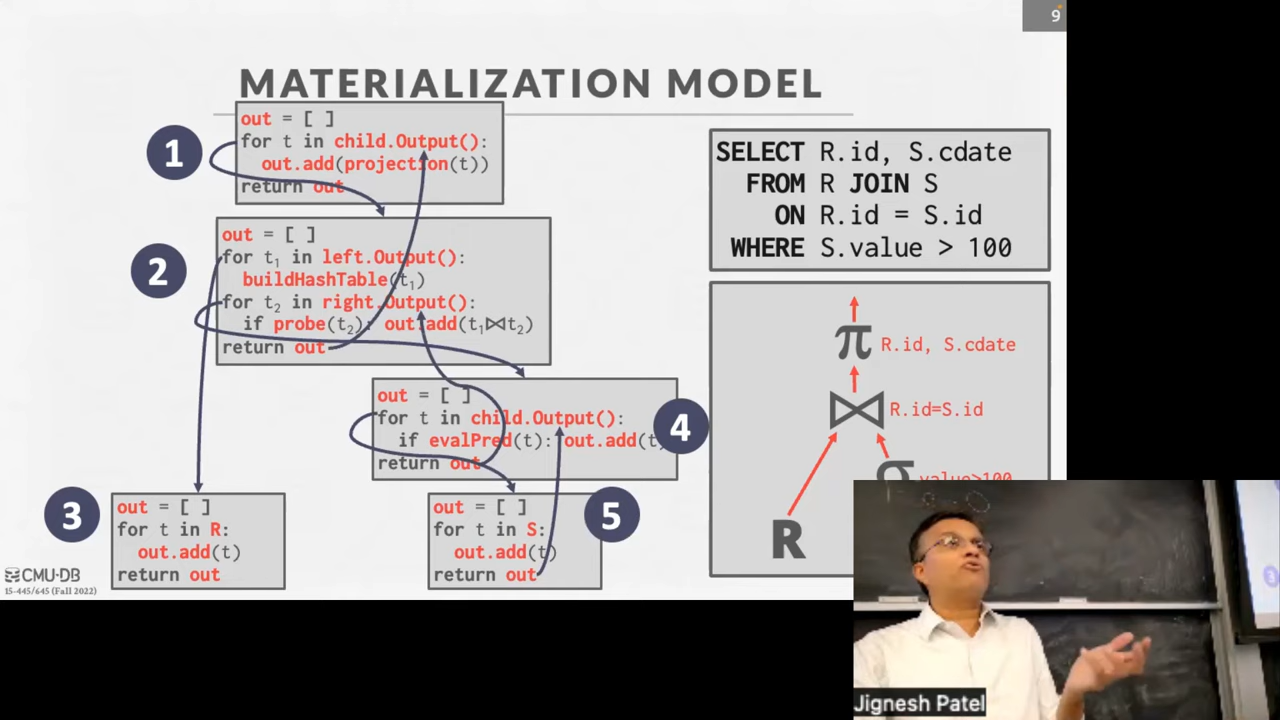 9
MATERIALIZATION MODEL
1
out = [ ]
for t in child.Output():
out.add(projection(t))
return out
2
out = [ ]
for t₁ in left.Output():
buildHashTable(t₁)
for t₂ in right.Output():
if probe(t₂): out.add(t₁⋈t₂)
return out
4
out = [ ]
for t in child.Output():
if evalPred(t): out.add(t
return out
3
out = [ ]
for t in R:
out.add(t)
return out
5
out = [ ]
for t in S:
out.add(t)
return out
SELECT R.id, S.cdate
FROM R JOIN S
ON R.id = S.id
WHERE S.value > 100
π R.id, S.cdate
⋈ R.id=S.id
σ value>100
R
CMU·DB
15-445/645 (Fall 2022)
Jignesh Patel